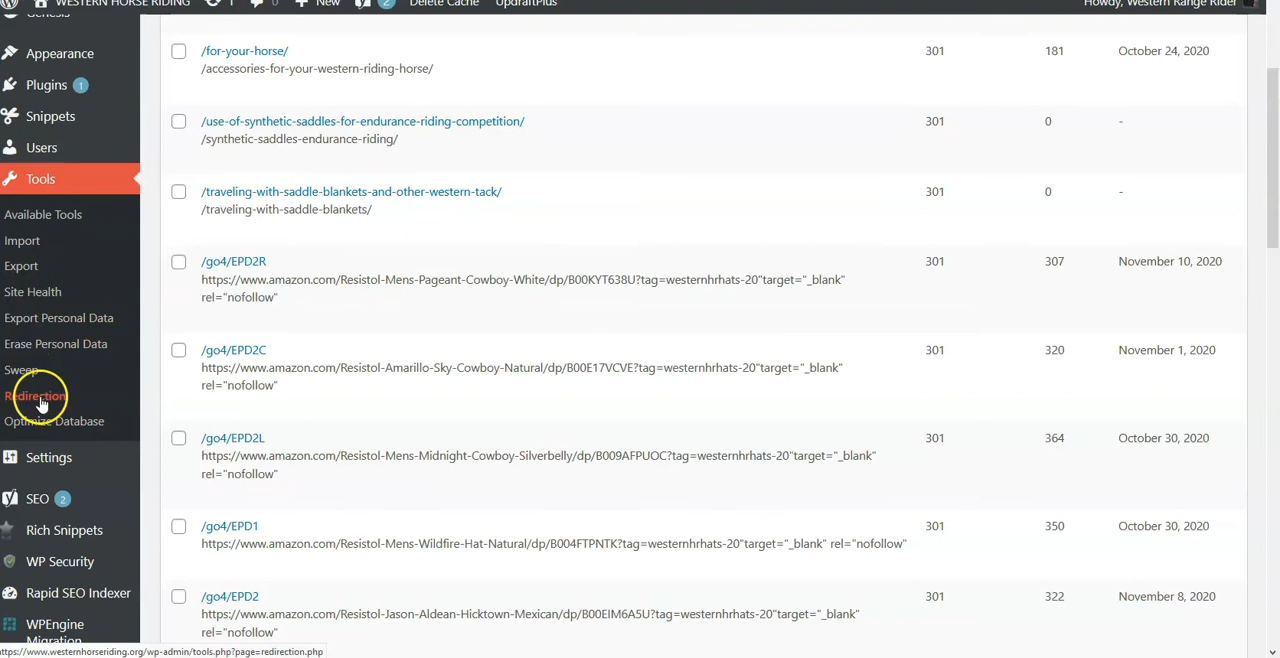 WESTERN HORSE RIDING 1 + New 2 Delete Cache UpdraftPlus Howdy, Western Range Rider
Genesis
Appearance
Plugins 1
Snippets
Users
Tools
Available Tools
Import
Export
Site Health
Export Personal Data
Erase Personal Data
Sweep
Redirection
Optimize Database
Settings
SEO 2
Rich Snippets
WP Security
Rapid SEO Indexer
WPEngine
Migration
/for-your-horse/ 301 181 October 24, 2020
/accessories-for-your-western-riding-horse/
/use-of-synthetic-saddles-for-endurance-riding-competition/ 301 0 -
/synthetic-saddles-endurance-riding/
/traveling-with-saddle-blankets-and-other-western-tack/ 301 0 -
/traveling-with-saddle-blankets/
/go4/EPD2R 301 307 November 10, 2020
https://www.amazon.com/Resistol-Mens-Pageant-Cowboy-White/dp/B00KYT638U?tag=westernhrhats-20"target="_blank"
rel="nofollow"
/go4/EPD2C 301 320 November 1, 2020
https://www.amazon.com/Resistol-Amarillo-Sky-Cowboy-Natural/dp/B00E17VCVE?tag=westernhrhats-20"target="_blank"
rel="nofollow"
/go4/EPD2L 301 364 October 30, 2020
https://www.amazon.com/Resistol-Mens-Midnight-Cowboy-Silverbelly/dp/B009AFPUOC?tag=westernhrhats-20"target="_blank"
rel="nofollow"
/go4/EPD1 301 350 October 30, 2020
https://www.amazon.com/Resistol-Mens-Wildfire-Hat-Natural/dp/B004FTPNTK?tag=westernhrhats-20"target="_blank" rel="nofollow"
/go4/EPD2 301 322 November 8, 2020
https://www.amazon.com/Resistol-Jason-Aldean-Hicktown-Mexican/dp/B00EIM6A5U?tag=westernhrhats-20"target="_blank"
rel="nofollow"
https://www.westernhorseriding.org/wp-admin/tools.php?page=redirection.php